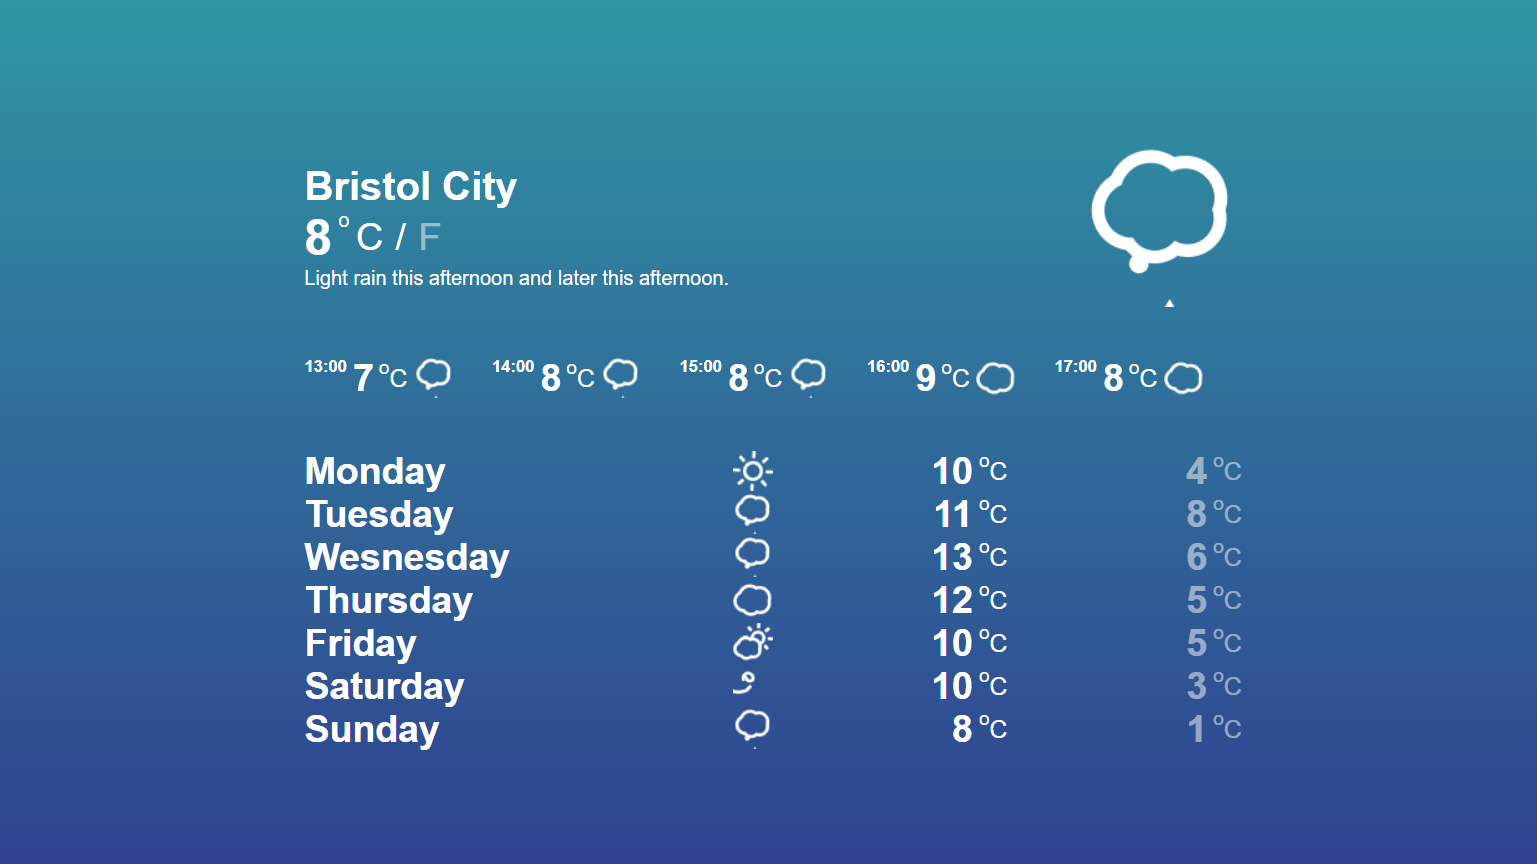 Bristol City
8 °C / F
Light rain this afternoon and later this afternoon.
13:00 7 °C 14:00 8 °C 15:00 8 °C 16:00 9 °C 17:00 8 °C
Monday 10 °C 4 °C
Tuesday 11 °C 8 °C
Wesnesday 13 °C 6 °C
Thursday 12 °C 5 °C
Friday 10 °C 5 °C
Saturday 10 °C 3 °C
Sunday 8 °C 1 °C